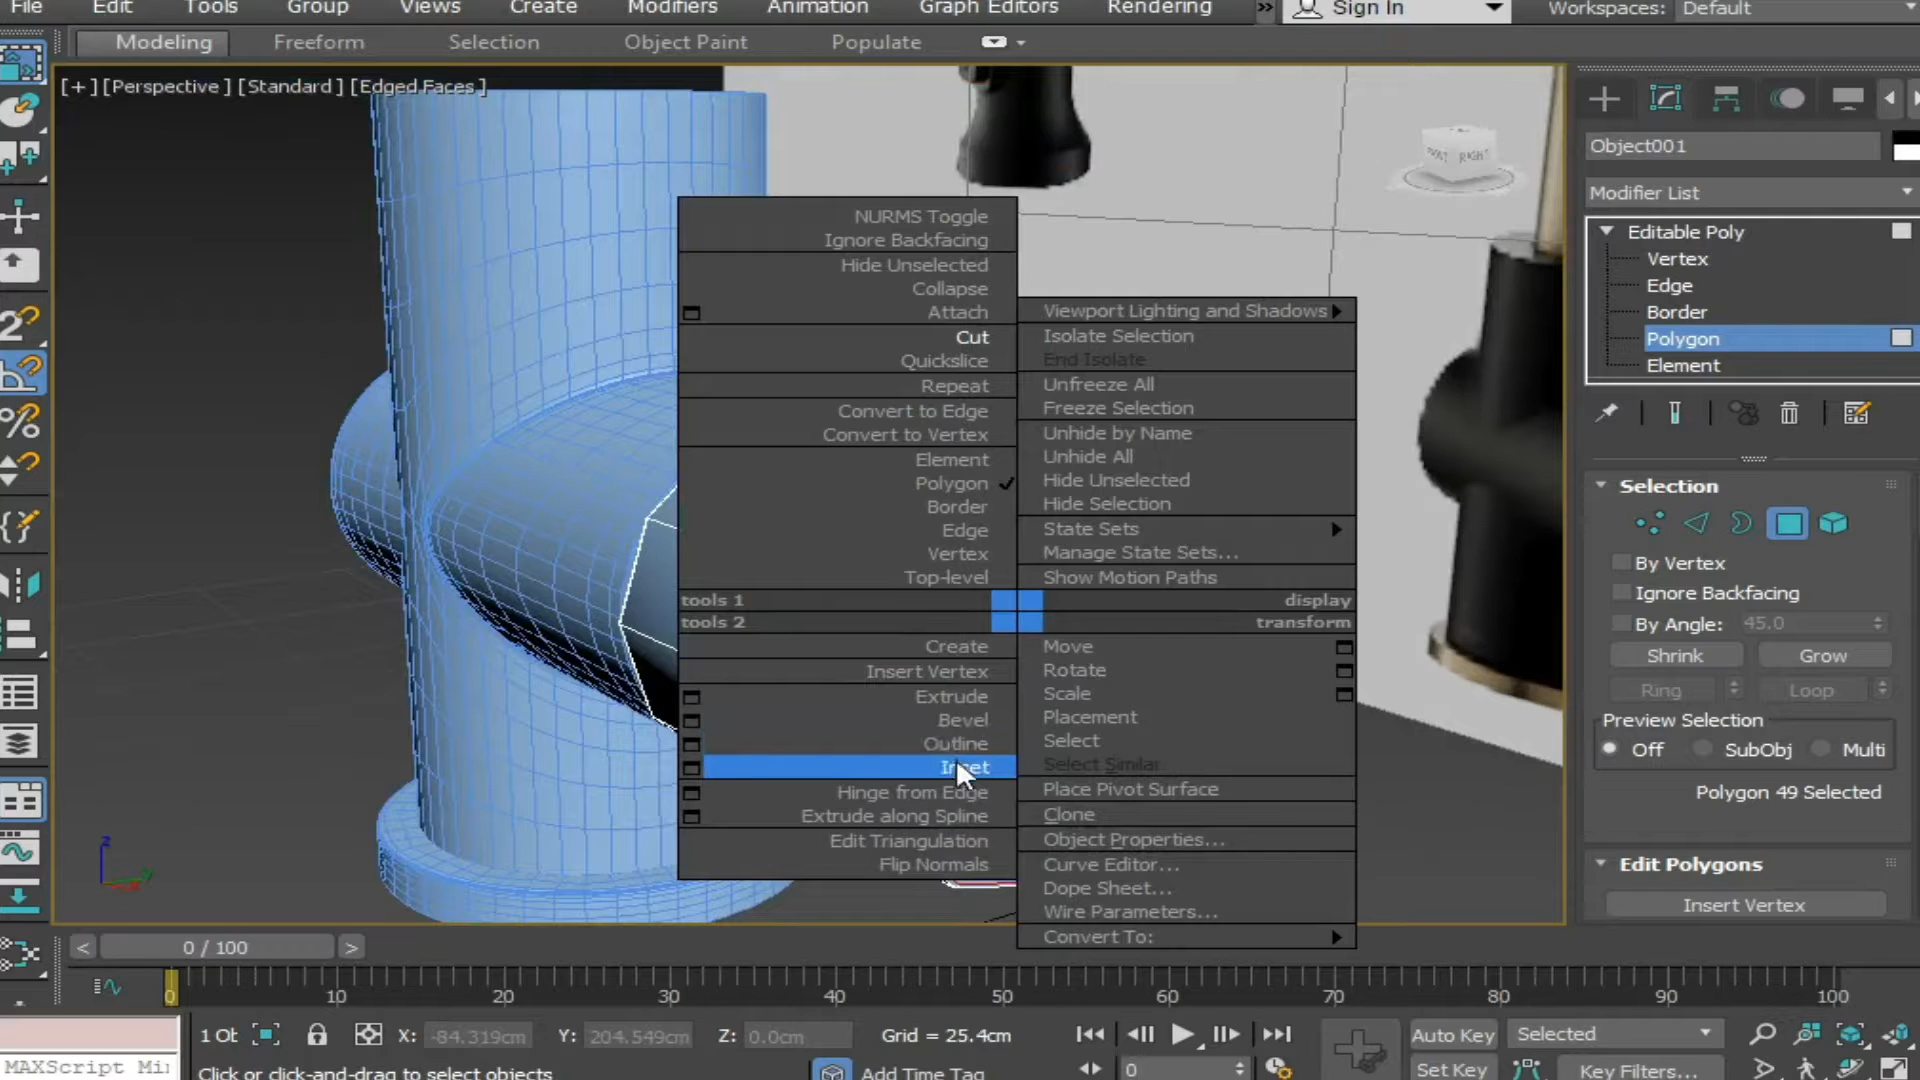 File Edit Tools Group Views Create Modifiers Animation Graph Editors Rendering Sign In Workspaces: Default
Modeling Freeform Selection Object Paint Populate
[+] [Perspective] [Standard] [Edged Faces]
Object001
Modifier List
Editable Poly
Vertex
Edge
Border
Polygon
Element
NURMS Toggle
Ignore Backfacing
Hide Unselected
Collapse
Attach
Cut
Quickslice
Repeat
Convert to Edge
Convert to Vertex
Element
Polygon
Border
Edge
Vertex
Top-level
tools 1
tools 2
Create
Insert Vertex
Extrude
Bevel
Outline
Inset
Hinge from Edge
Extrude along Spline
Edit Triangulation
Flip Normals
Viewport Lighting and Shadows
Isolate Selection
End Isolate
Unfreeze All
Freeze Selection
Unhide by Name
Unhide All
Hide Unselected
Hide Selection
State Sets
Manage State Sets...
Show Motion Paths
display
transform
Move
Rotate
Scale
Placement
Select
Select Similar
Place Pivot Surface
Clone
Object Properties...
Curve Editor...
Dope Sheet...
Wire Parameters...
Convert To:
Selection
By Vertex
Ignore Backfacing
By Angle: 45.0
Shrink Grow
Ring Loop
Preview Selection
Off SubObj Multi
Polygon 49 Selected
Edit Polygons
Insert Vertex
z
< 0 / 100 >
0 10 20 30 40 50 60 70 80 90 100
1 Ob X: -84.319cm Y: 204.549cm Z: 0.0cm Grid = 25.4cm Auto Key Selected
MAXScript Mi
Click or click-and-drag to select objects Add Time Tag 0 Set Key Key Filters...